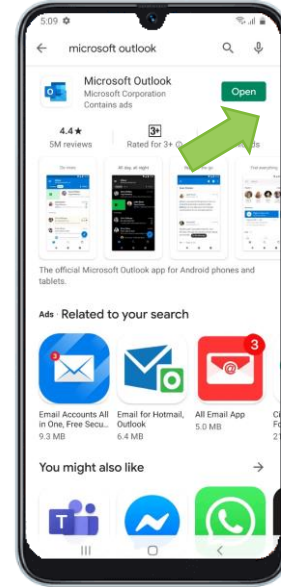 5:09
microsoft outlook
Microsoft Outlook
Microsoft Corporation
Contains ads
Open
4.4★
5M reviews
3+
Rated for 3+
The official Microsoft Outlook app for Android phones and
tablets.
Ads · Related to your search
3
3
Email Accounts All
in One, Free Secu...
9.3 MB
Email for Hotmail,
Outlook
6.4 MB
All Email App
5.0 MB
You might also like